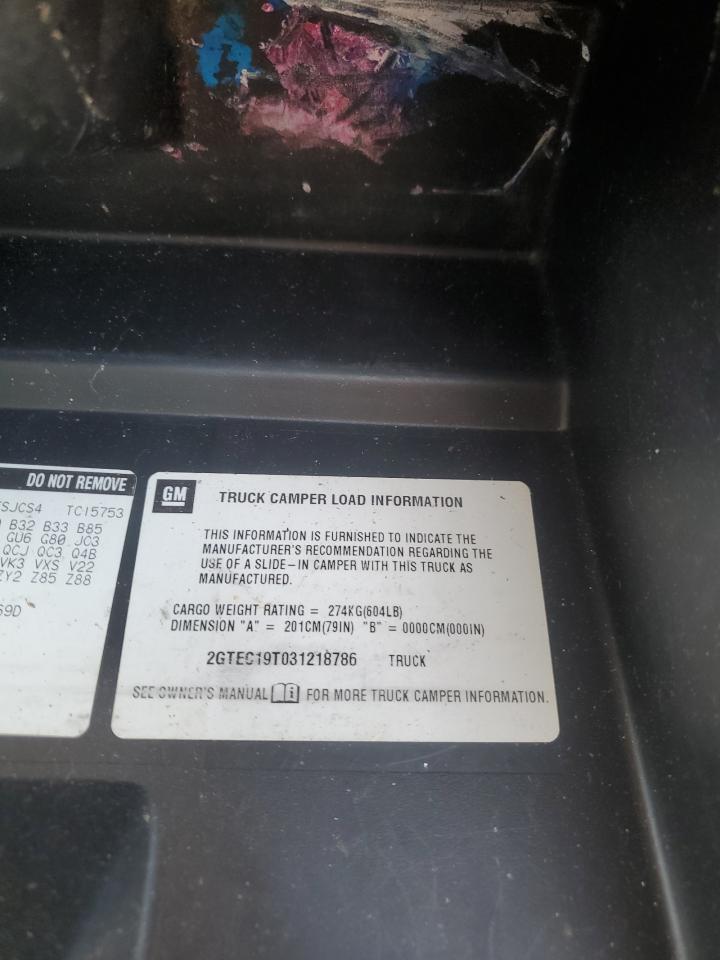 DO NOT REMOVE
SJCS4 TC15753
B32 B33 B85
GU6 G80 JC3
QCJ QC3 Q4B
VK3 VXS V22
ZY2 Z85 Z88
69D
GM
TRUCK CAMPER LOAD INFORMATION
THIS INFORMATION IS FURNISHED TO INDICATE THE
MANUFACTURER'S RECOMMENDATION REGARDING THE
USE OF A SLIDE-IN CAMPER WITH THIS TRUCK AS
MANUFACTURED.
CARGO WEIGHT RATING = 274KG(604LB)
DIMENSION "A" = 201CM(79IN) "B" = 0000CM(000IN)
2GTEC19T031218786 TRUCK
SEE OWNER'S MANUAL FOR MORE TRUCK CAMPER INFORMATION.